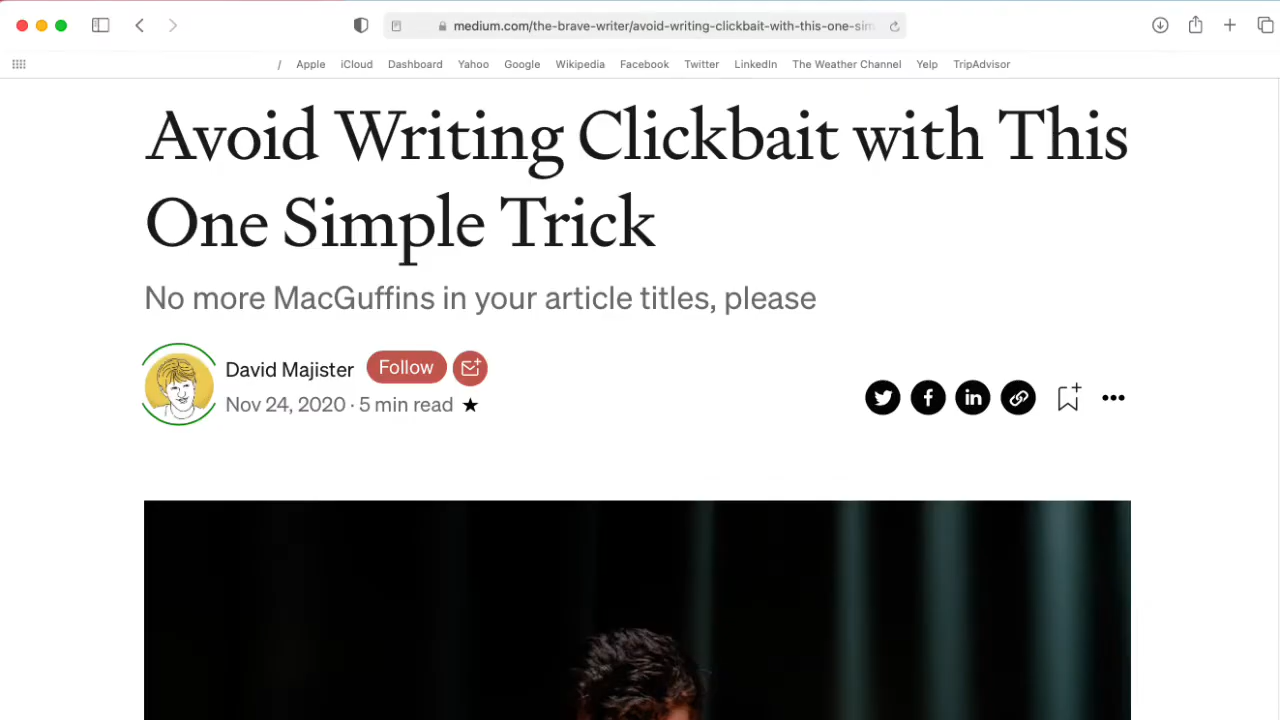 medium.com/the-brave-writer/avoid-writing-clickbait-with-this-one-sim
/ Apple iCloud Dashboard Yahoo Google Wikipedia Facebook Twitter LinkedIn The Weather Channel Yelp TripAdvisor
Avoid Writing Clickbait with This
One Simple Trick
No more MacGuffins in your article titles, please
David Majister Follow
Nov 24, 2020 · 5 min read ★